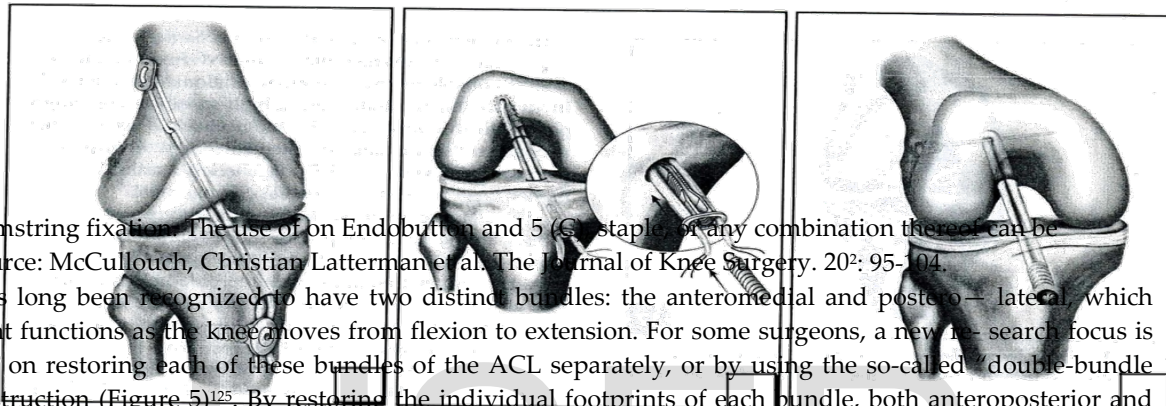 mstring fixation. The use of on Endobutton and 5 (C), staple, or any combination thereof can be
rce: McCullouch, Christian Latterman et al. The Journal of Knee Surgery. 20²: 95-104.
s long been recognized to have two distinct bundles: the anteromedial and postero— lateral, which
t functions as the knee moves from flexion to extension. For some surgeons, a new re- search focus is
on restoring each of these bundles of the ACL separately, or by using the so-called “double-bundle
truction (Figure 5)¹²⁵. By restoring the individual footprints of each bundle, both anteroposterior and